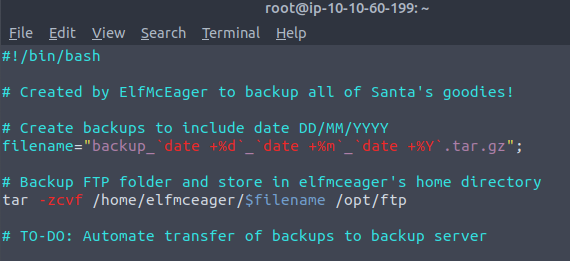 root@ip-10-10-60-199: ~
File Edit View Search Terminal Help
#!/bin/bash
# Created by ElfMcEager to backup all of Santa's goodies!
# Create backups to include date DD/MM/YYYY
filename="backup_`date +%d`_`date +%m`_`date +%Y`.tar.gz";
# Backup FTP folder and store in elfmceager's home directory
tar -zcvf /home/elfmceager/$filename /opt/ftp
# TO-DO: Automate transfer of backups to backup server